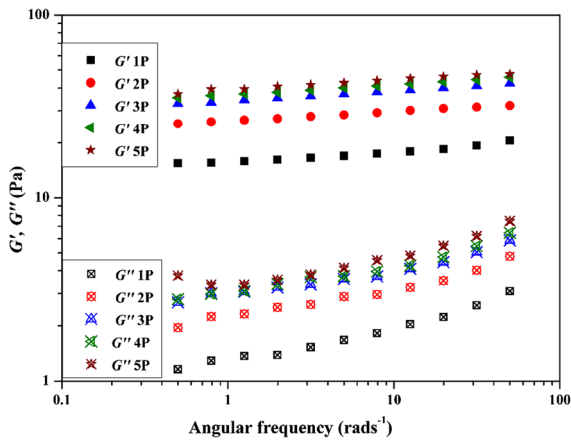 100
10
1
G′, G″ (Pa)
G′ 1P
G′ 2P
G′ 3P
G′ 4P
G′ 5P
G″ 1P
G″ 2P
G″ 3P
G″ 4P
G″ 5P
0.1
1
10
100
Angular frequency (rads⁻¹)